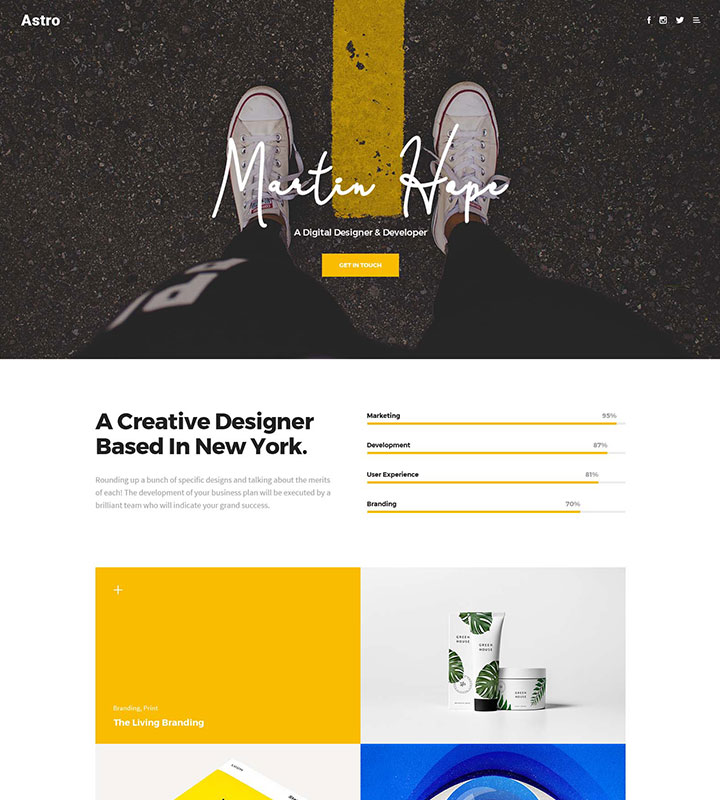 Astro
Martin Hope
A Digital Designer & Developer
GET IN TOUCH
A Creative Designer
Based In New York.
Rounding up a bunch of specific designs and talking about the merits
of each! The development of your business plan will be executed by a
brilliant team who will indicate your grand success.
Marketing 95%
Development 87%
User Experience 81%
Branding 70%
Branding, Print
The Living Branding
GREEN
HOUSE
GREEN
HOUSE